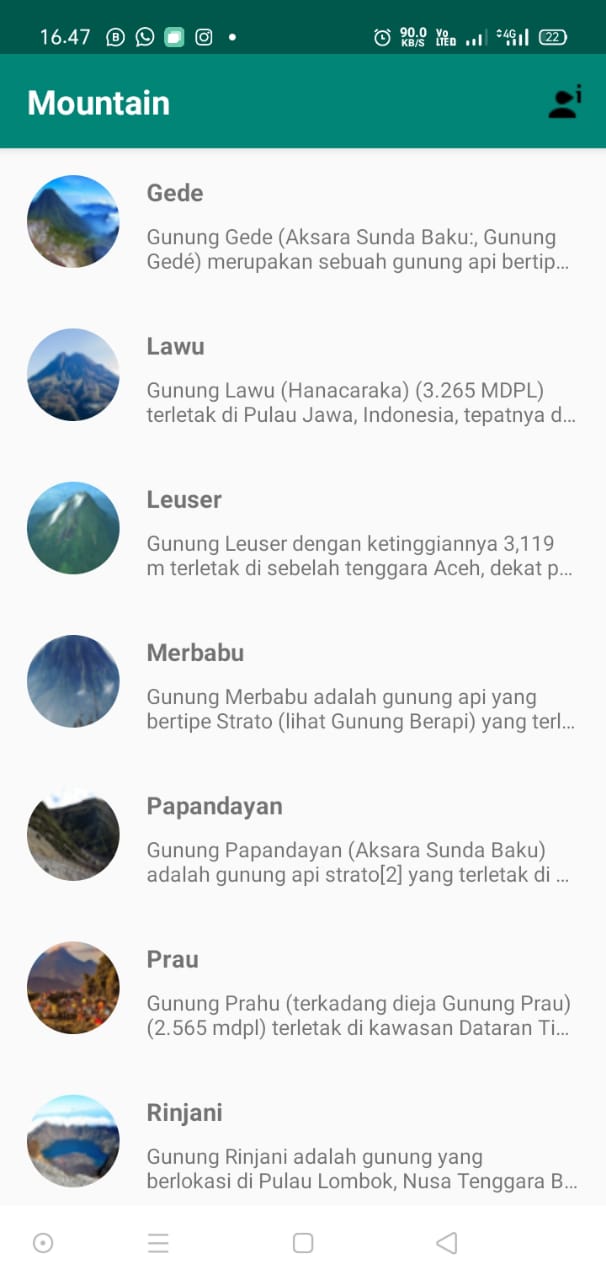 16.47
90.0 KB/S
Vo LTED
4G
22
Mountain
Gede
Gunung Gede (Aksara Sunda Baku:, Gunung
Gedé) merupakan sebuah gunung api bertip...
Lawu
Gunung Lawu (Hanacaraka) (3.265 MDPL)
terletak di Pulau Jawa, Indonesia, tepatnya d...
Leuser
Gunung Leuser dengan ketinggiannya 3,119
m terletak di sebelah tenggara Aceh, dekat p...
Merbabu
Gunung Merbabu adalah gunung api yang
bertipe Strato (lihat Gunung Berapi) yang terl...
Papandayan
Gunung Papandayan (Aksara Sunda Baku)
adalah gunung api strato[2] yang terletak di ...
Prau
Gunung Prahu (terkadang dieja Gunung Prau)
(2.565 mdpl) terletak di kawasan Dataran Ti...
Rinjani
Gunung Rinjani adalah gunung yang
berlokasi di Pulau Lombok, Nusa Tenggara B...